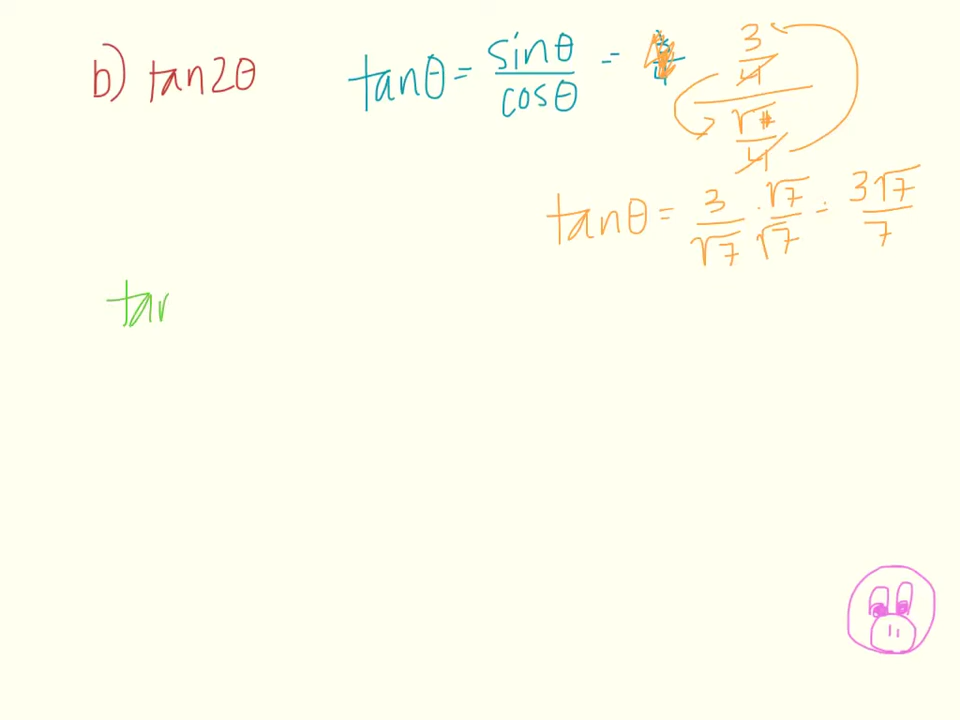 b) tan2θ
tanθ = sinθ/cosθ = (3/4)/(√7/4)
tanθ = 3/√7 · √7/√7 = 3√7/7
tan